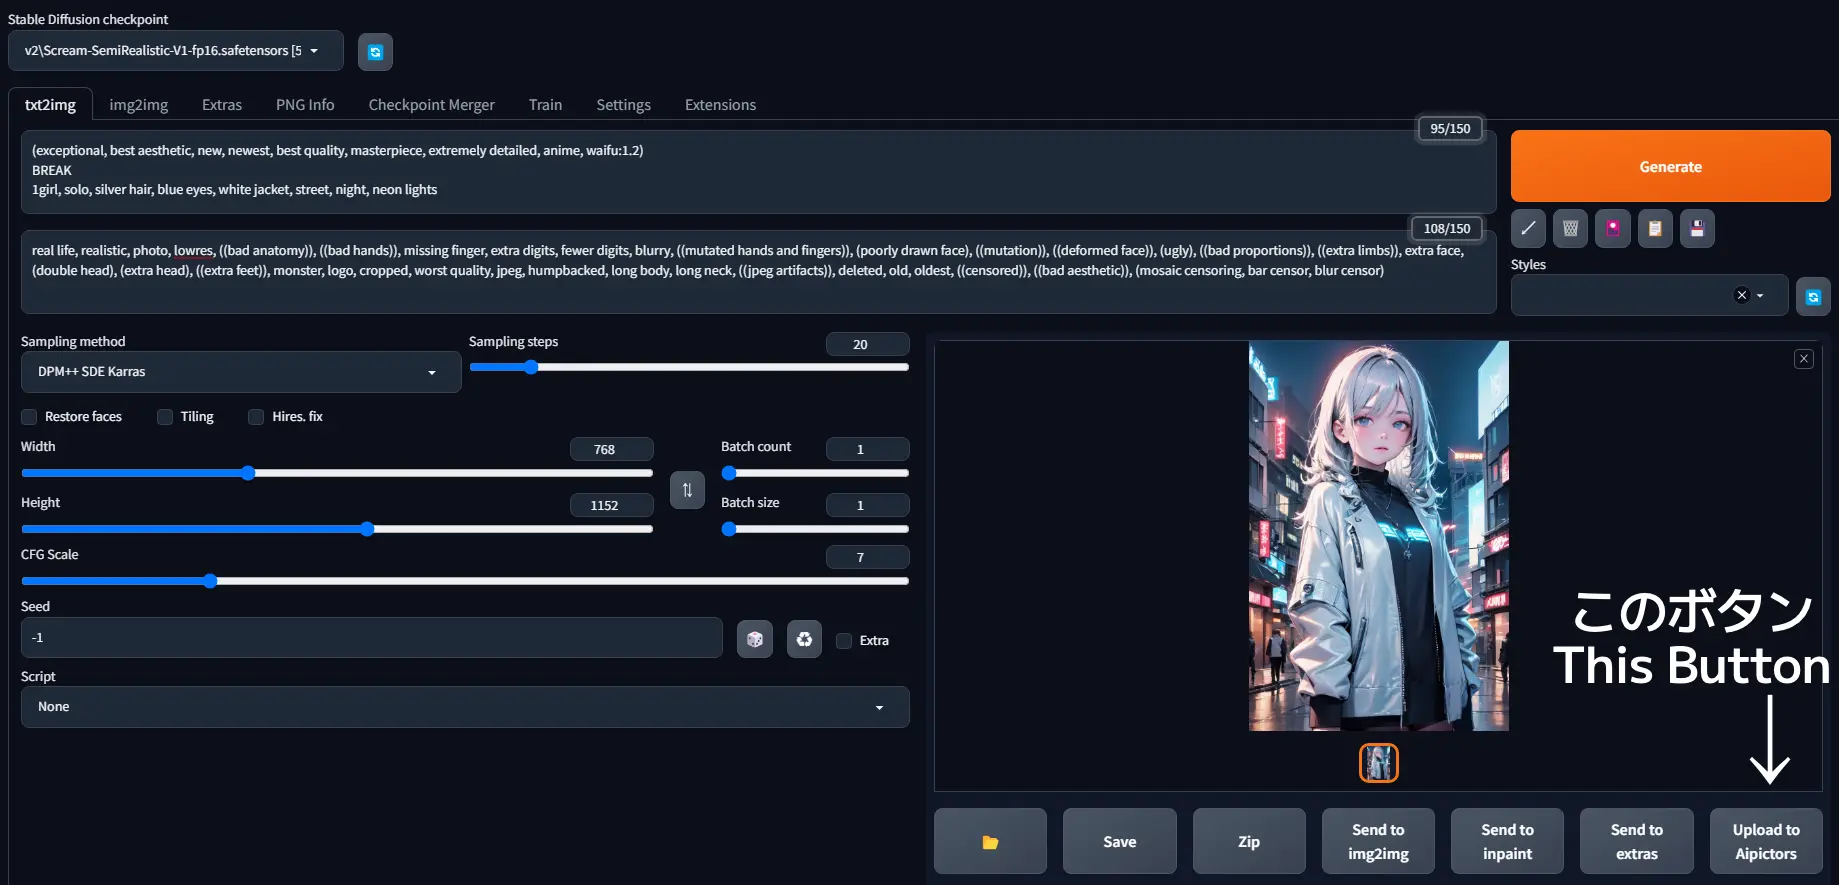 Stable Diffusion checkpoint
v2\Scream-SemiRealistic-V1-fp16.safetensors [5
txt2img img2img Extras PNG Info Checkpoint Merger Train Settings Extensions
95/150
(exceptional, best aesthetic, new, newest, best quality, masterpiece, extremely detailed, anime, waifu:1.2)
BREAK
1girl, solo, silver hair, blue eyes, white jacket, street, night, neon lights
Generate
108/150
real life, realistic, photo, lowres, ((bad anatomy)), ((bad hands)), missing finger, extra digits, fewer digits, blurry, ((mutated hands and fingers)), (poorly drawn face), ((mutation)), ((deformed face)), (ugly), ((bad proportions)), ((extra limbs)), extra face,
(double head), (extra head), ((extra feet)), monster, logo, cropped, worst quality, jpeg, humpbacked, long body, long neck, ((jpeg artifacts)), deleted, old, oldest, ((censored)), ((bad aesthetic)), (mosaic censoring, bar censor, blur censor)
Styles
Sampling method
DPM++ SDE Karras
Sampling steps
20
Restore faces Tiling Hires. fix
Width
768
Batch count
1
Height
1152
Batch size
1
CFG Scale
7
Seed
-1
Extra
Script
None
このボタン
This Button
Save
Zip
Send to
img2img
Send to
inpaint
Send to
extras
Upload to
Aipictors